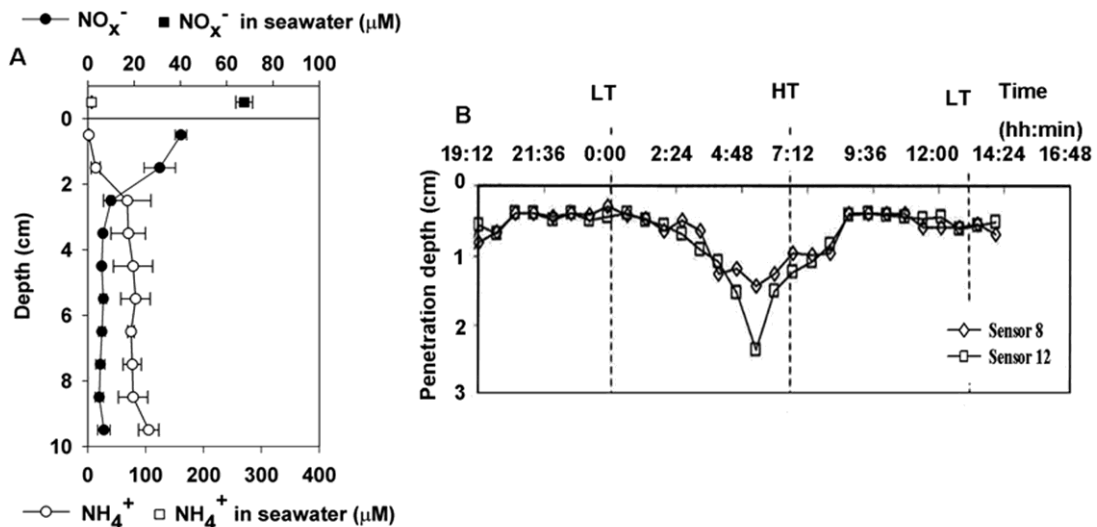 NOx- NOx- in seawater (μM)
A
0 20 40 60 80 100
0
2
4
6
8
10
Depth (cm)
0 100 200 300 400
NH4+ NH4+ in seawater (μM)
B
LT HT LT Time
(hh:min)
19:12 21:36 0:00 2:24 4:48 7:12 9:36 12:00 14:24 16:48
0
1
2
3
Penetration depth (cm)
Sensor 8
Sensor 12